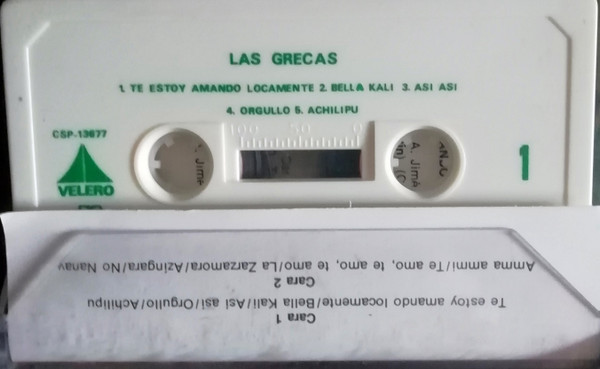 LAS GRECAS
1. TE ESTOY AMANDO LOCAMENTE 2. BELLA KALI 3. ASI ASI
4. ORGULLO 5. ACHILIPU
CSP-13677
VELERO
100 50 0
1
Cara 1
Te estoy amando locamente/Bella Kali/Asi asi/Orgullo/Achilipu
Cara 2
Amma ammi/Te amo, te amo, te amo/La Zarzamora/Azingara/No Nanay